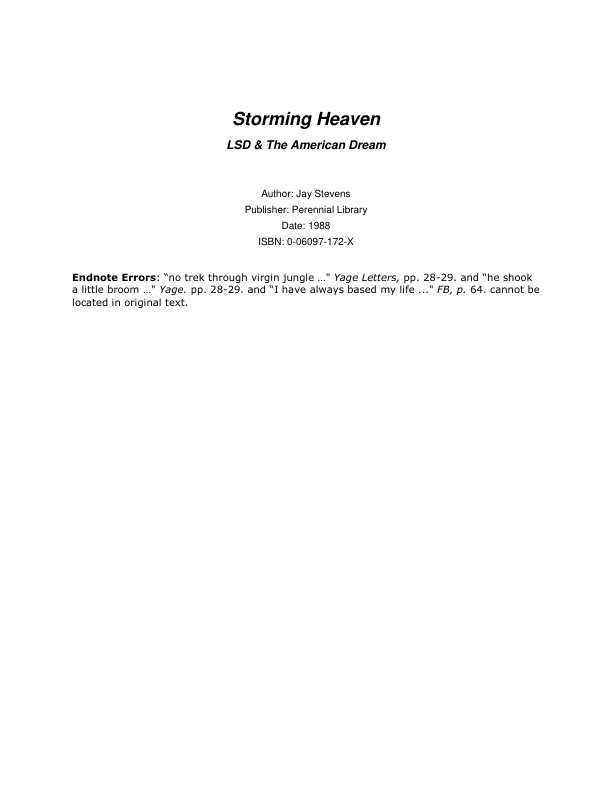 Storming Heaven
LSD & The American Dream
Author: Jay Stevens
Publisher: Perennial Library
Date: 1988
ISBN: 0-06097-172-X
Endnote Errors: “no trek through virgin jungle …" Yage Letters, pp. 28-29. and “he shook
a little broom …" Yage. pp. 28-29. and “I have always based my life ..." FB, p. 64. cannot be
located in original text.